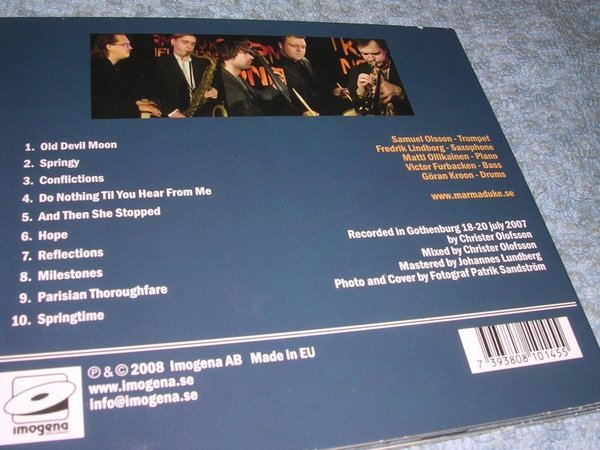 1. Old Devil Moon
2. Springy
3. Conflictions
4. Do Nothing Til You Hear From Me
5. And Then She Stopped
6. Hope
7. Reflections
8. Milestones
9. Parisian Thoroughfare
10. Springtime
Samuel Olsson - Trumpet
Fredrik Lindborg - Saxophone
Matti Ollikainen - Piano
Victor Furbacken - Bass
Göran Kroon - Drums
www.marmaduke.se
Recorded in Gothenburg 18-20 july 2007
by Christer Olofsson
Mixed by Christer Olofsson
Mastered by Johannes Lundberg
Photo and Cover by Fotograf Patrik Sandström
℗ & © 2008 Imogena AB Made in EU
www.imogena.se
info@imogena.se
imogena
7 393808 101455